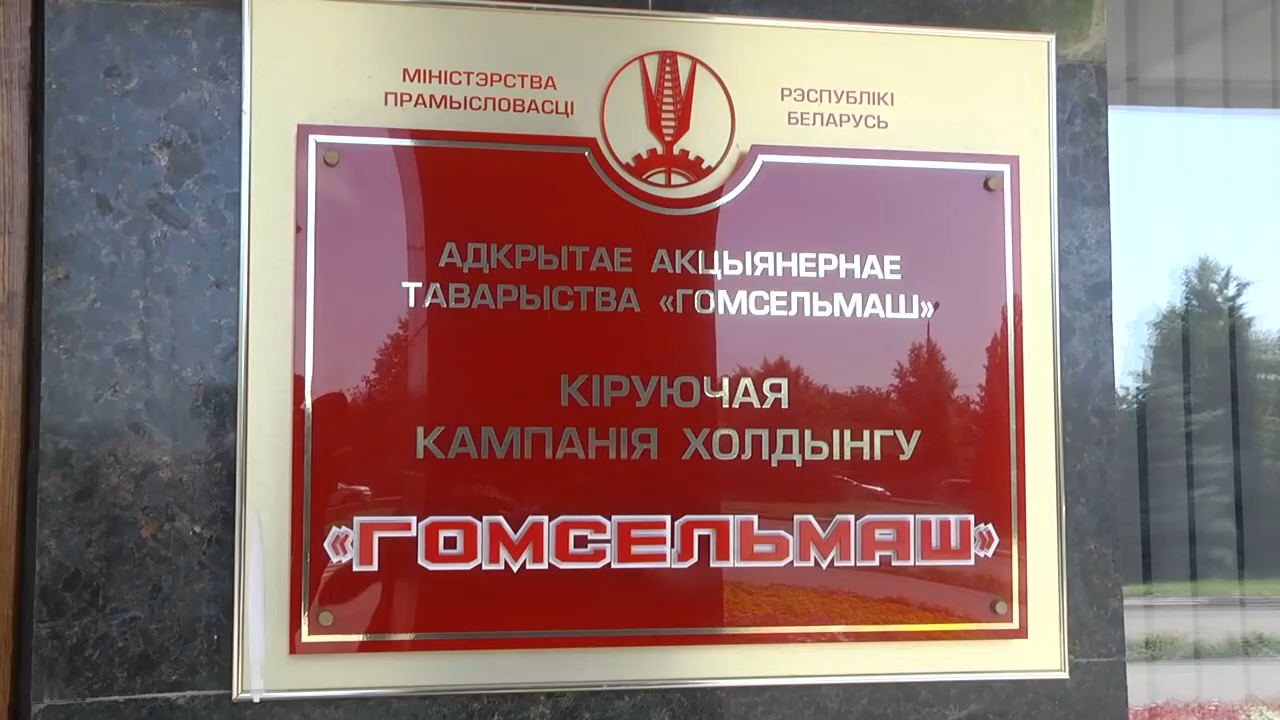 МІНІСТЭРСТВА
ПРАМЫСЛОВАСЦІ
РЭСПУБЛІКІ
БЕЛАРУСЬ
АДКРЫТАЕ АКЦЫЯНЕРНАЕ
ТАВАРЫСТВА «ГОМСЕЛЬМАШ»
КІРУЮЧАЯ
КАМПАНІЯ ХОЛДЫНГУ
«ГОМСЕЛЬМАШ»